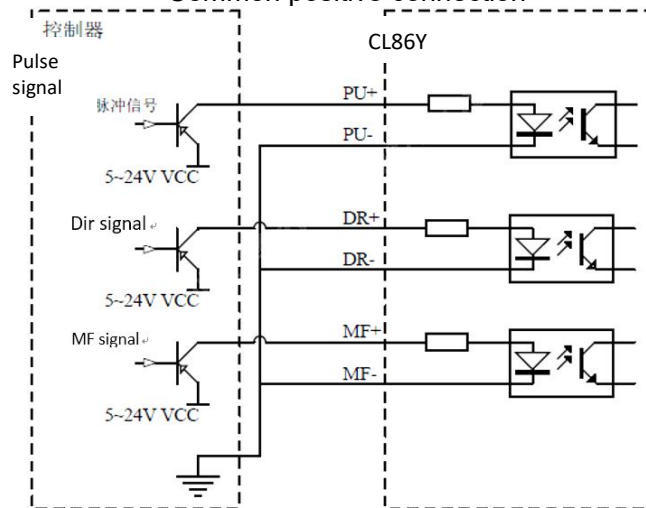 Common positive connection
控制器
CL86Y
Pulse
signal
脉冲信号
PU+
PU-
5~24V VCC
Dir signal
DR+
DR-
5~24V VCC
MF signal
MF+
MF-
5~24V VCC